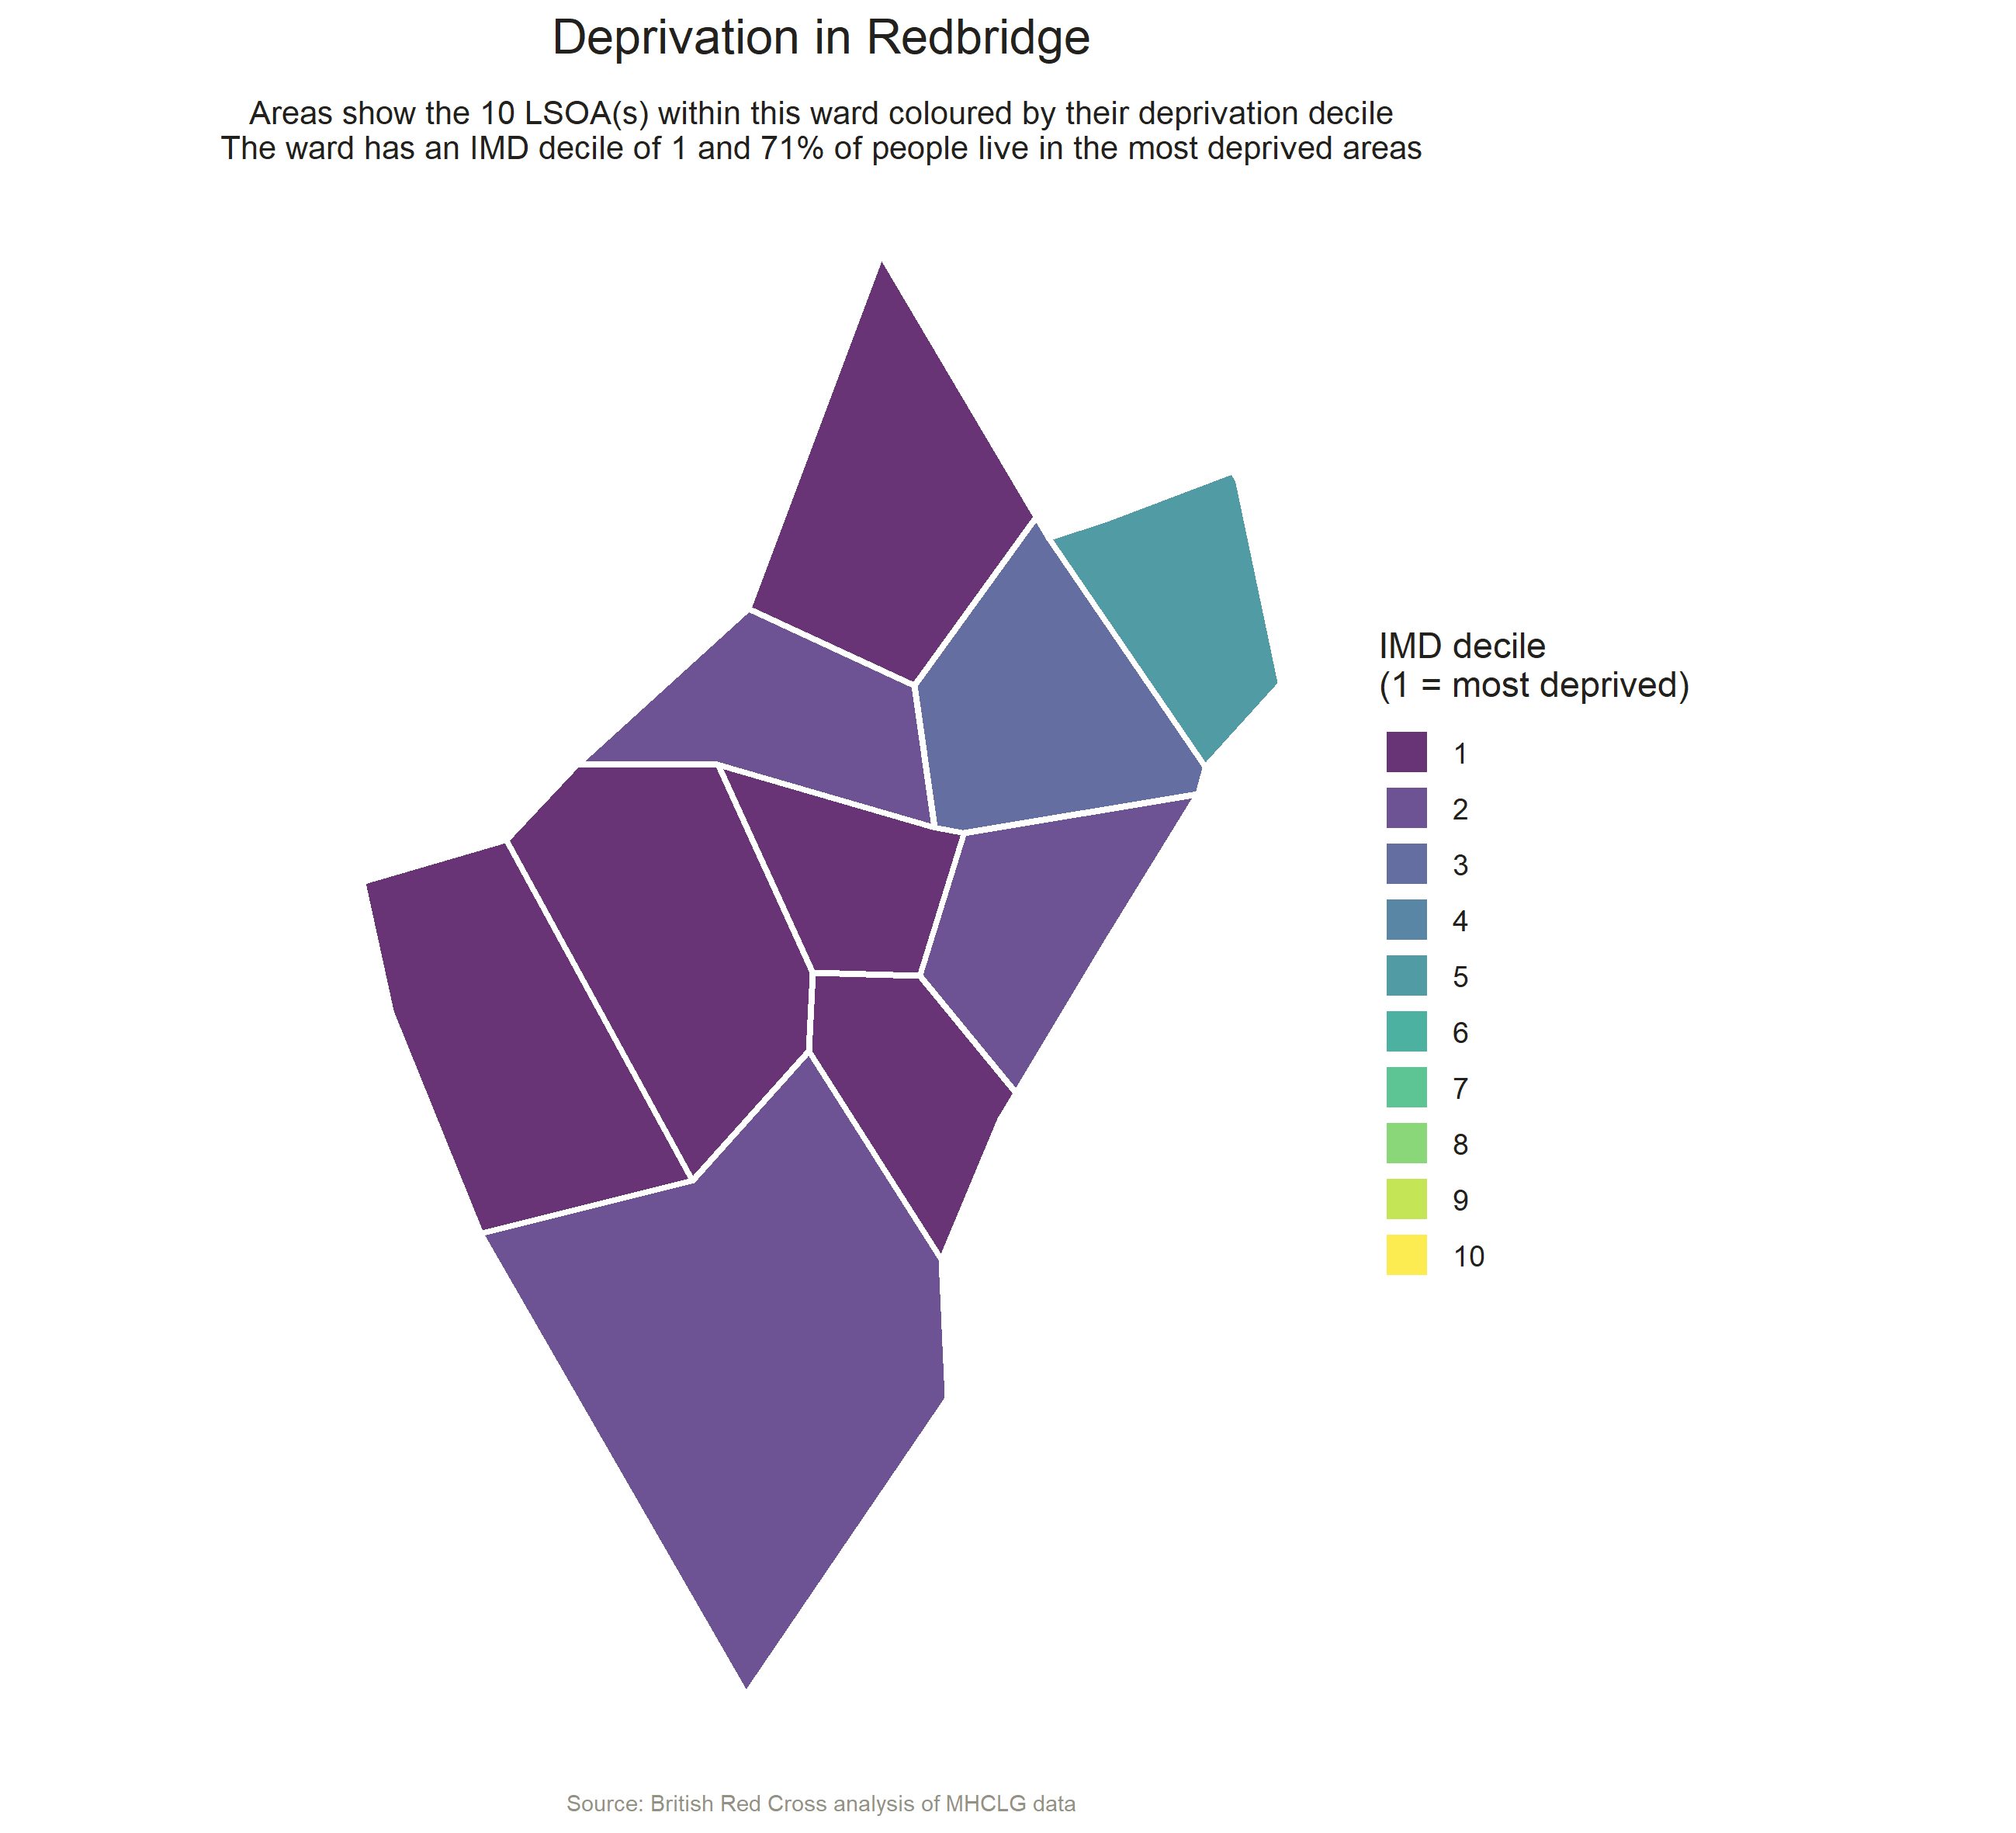 Deprivation in Redbridge
Areas show the 10 LSOA(s) within this ward coloured by their deprivation decile
The ward has an IMD decile of 1 and 71% of people live in the most deprived areas
IMD decile
(1 = most deprived)
1
2
3
4
5
6
7
8
9
10
Source: British Red Cross analysis of MHCLG data